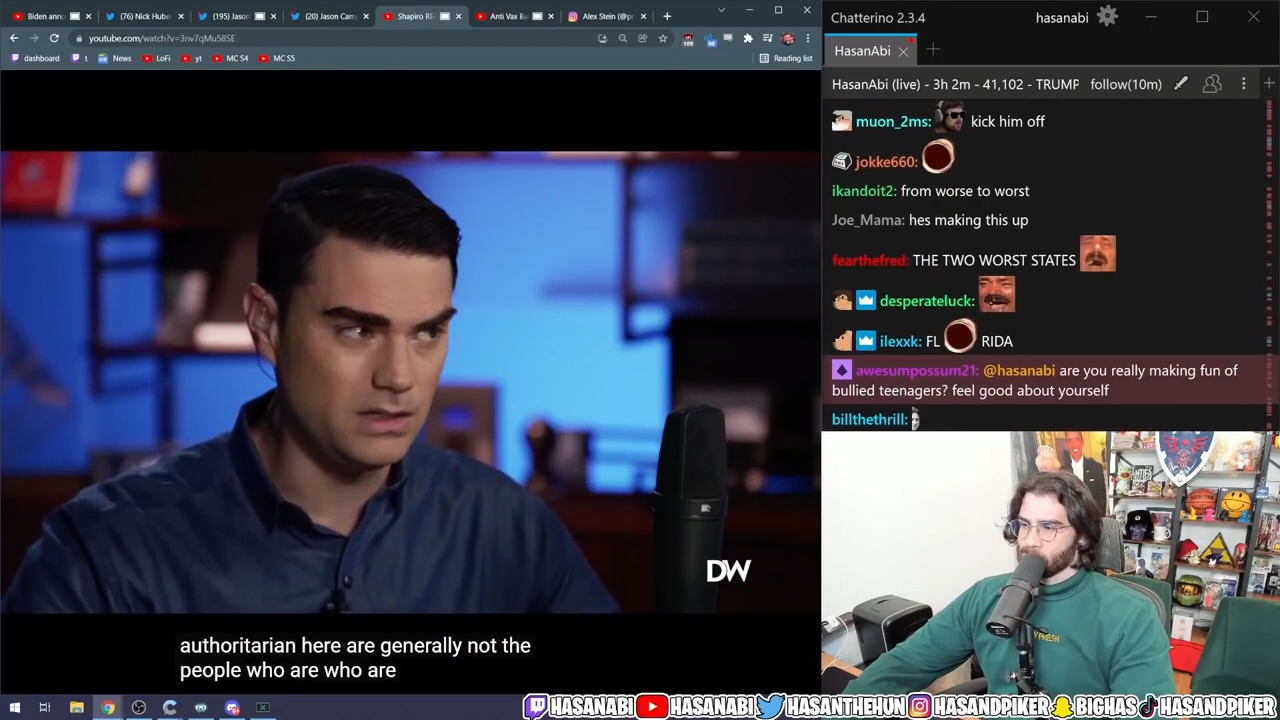 Biden anno
(76) Nick Hube
(195) Jason
(20) Jason Cam
Shapiro RE
Anti Vax Ba
Alex Stein (@p
youtube.com/watch?v=3nv7qMu58SE
dashboard
t
News
LoFi
yt
MC S4
MC S5
Reading list
DW
authoritarian here are generally not the
people who are who are
Chatterino 2.3.4
hasanabi
HasanAbi
HasanAbi (live) - 3h 2m - 41,102 - TRUMP
follow(10m)
muon_2ms: kick him off
jokke660:
ikandoit2: from worse to worst
Joe_Mama: hes making this up
fearthefred: THE TWO WORST STATES
desperateluck:
ilexxk: FL RIDA
awesumpossum21: @hasanabi are you really making fun of
bullied teenagers? feel good about yourself
billthethrill:
HASANABI HASANABI HASANTHEHUN HASANDPIKER BIGHAS HASANDPIKER